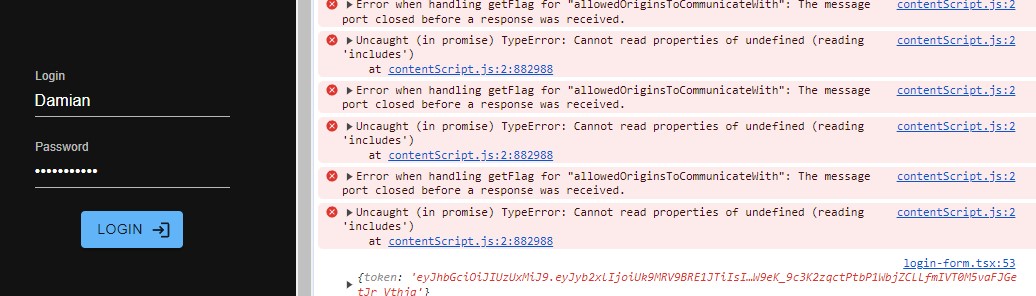 Login
Damian
Password
•••••••••••
LOGIN
Error when handling getFlag for "allowedOriginsToCommunicateWith": The message contentScript.js:2
port closed before a response was received.
Uncaught (in promise) TypeError: Cannot read properties of undefined (reading contentScript.js:2
'includes')
at contentScript.js:2:882988
Error when handling getFlag for "allowedOriginsToCommunicateWith": The message contentScript.js:2
port closed before a response was received.
Uncaught (in promise) TypeError: Cannot read properties of undefined (reading contentScript.js:2
'includes')
at contentScript.js:2:882988
Error when handling getFlag for "allowedOriginsToCommunicateWith": The message contentScript.js:2
port closed before a response was received.
Uncaught (in promise) TypeError: Cannot read properties of undefined (reading contentScript.js:2
'includes')
at contentScript.js:2:882988
login-form.tsx:53
{token: